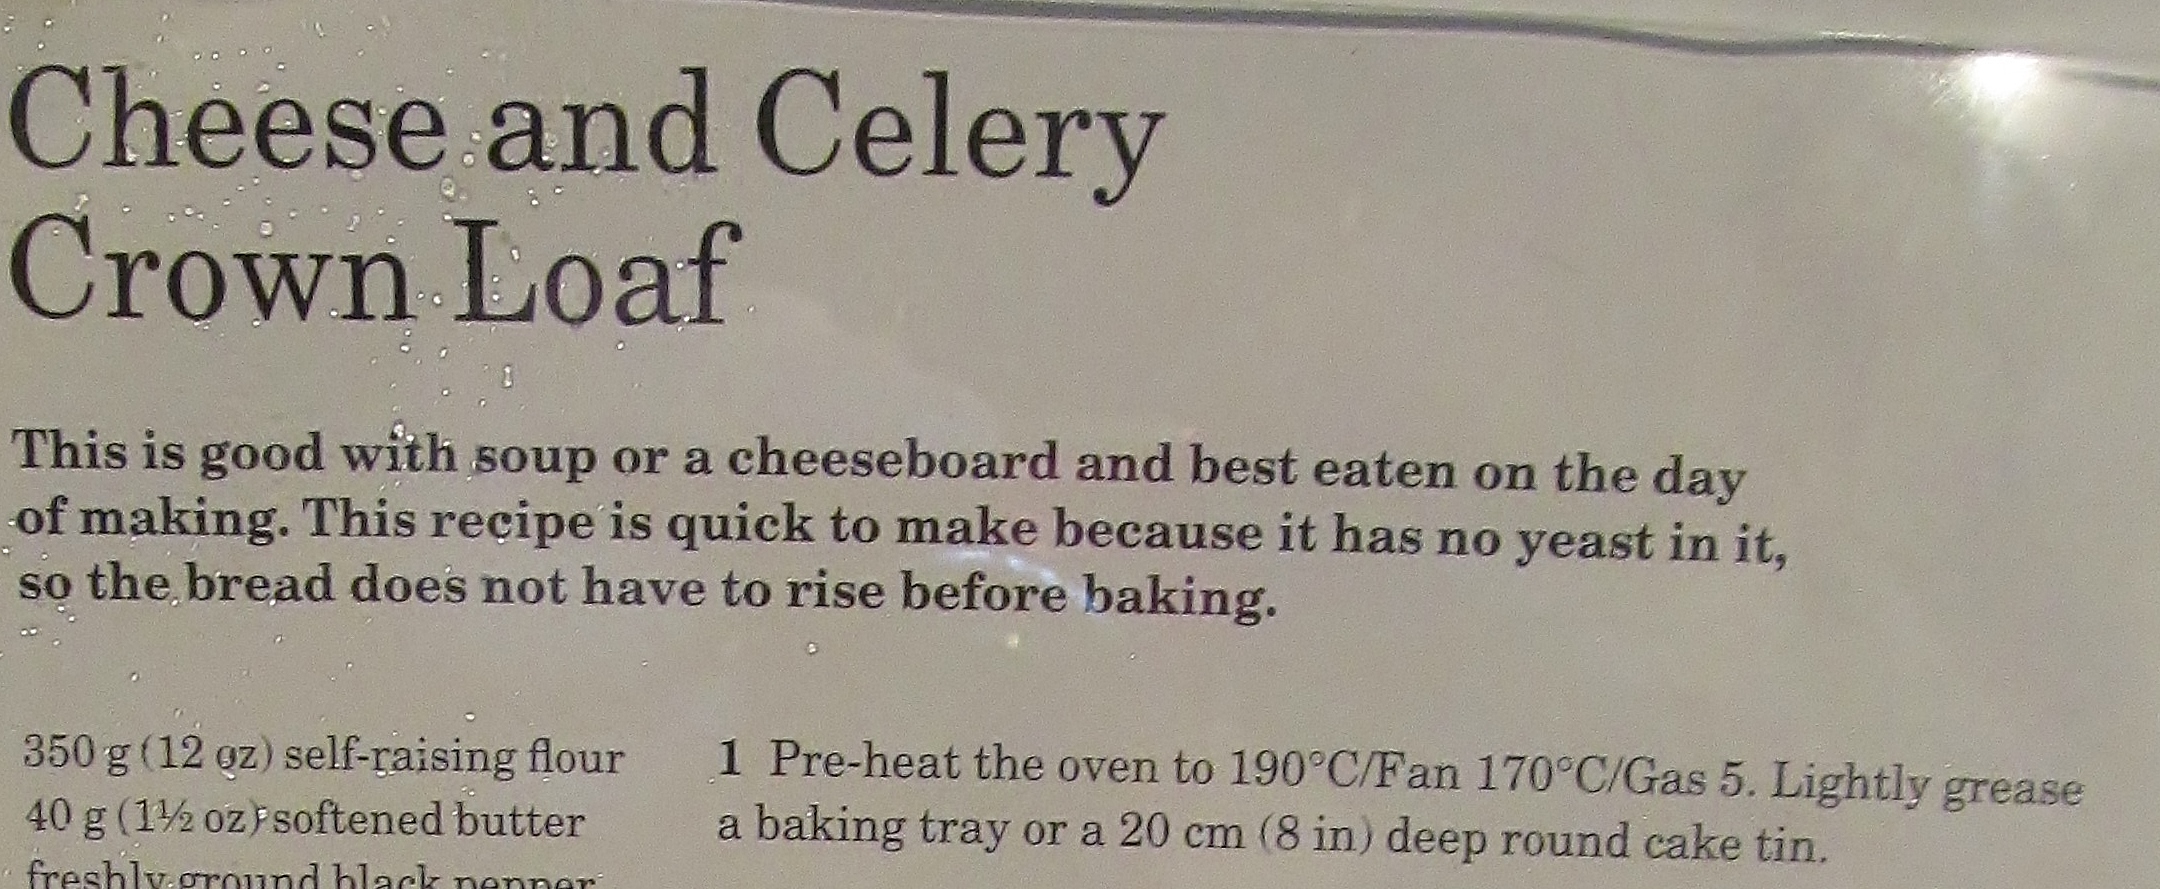 Cheese and Celery
Crown Loaf
This is good with soup or a cheeseboard and best eaten on the day
of making. This recipe is quick to make because it has no yeast in it,
so the bread does not have to rise before baking.
350 g (12 oz) self-raising flour
40 g (1½ oz) softened butter
freshly ground black pepper
1 Pre-heat the oven to 190°C/Fan 170°C/Gas 5. Lightly grease
a baking tray or a 20 cm (8 in) deep round cake tin.